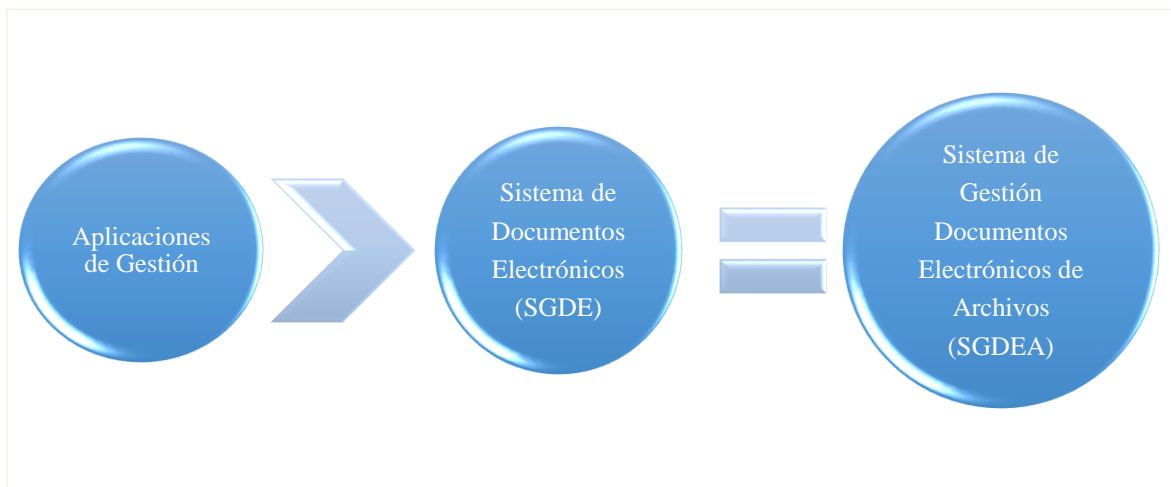 Aplicaciones
de Gestión
Sistema de
Documentos
Electrónicos
(SGDE)
Sistema de
Gestión
Documentos
Electrónicos de
Archivos
(SGDEA)